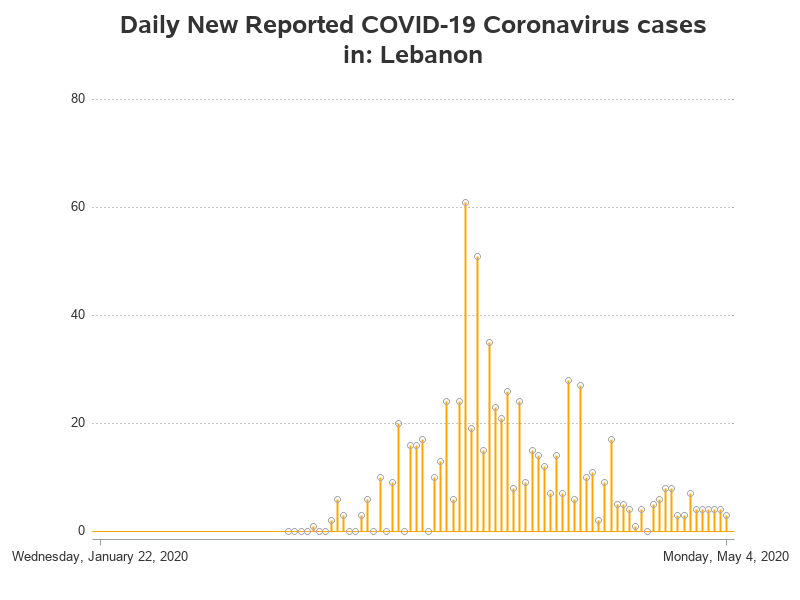 Daily New Reported COVID-19 Coronavirus cases
in: Lebanon
80
60
40
20
0
Wednesday, January 22, 2020
Monday, May 4, 2020